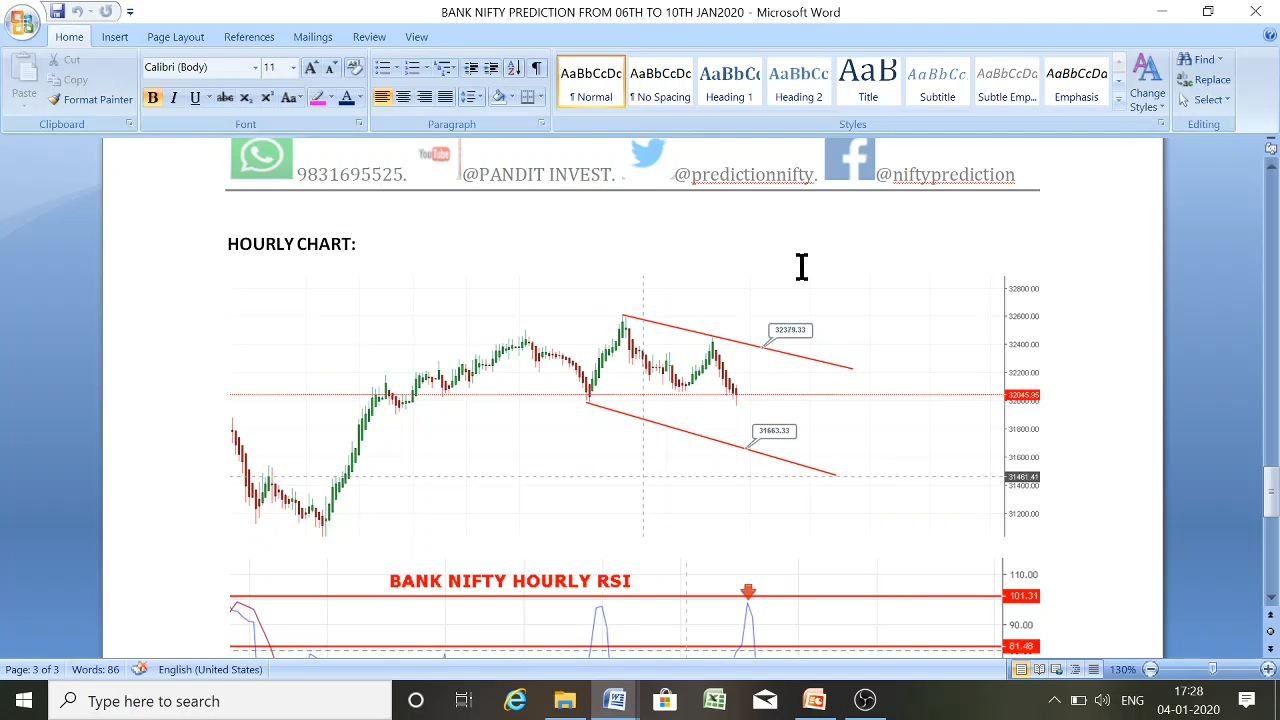 BANK NIFTY PREDICTION FROM 06TH TO 10TH JAN2020 - Microsoft Word
Home Insert Page Layout References Mailings Review View
Paste
Cut
Copy
Format Painter
Clipboard
Calibri (Body) 11
Font
Paragraph
AaBbCcDc AaBbCcDc AaBbCc AaBbCc AaB AaBbCc. AaBbCcDa AaBbCcDa
¶ Normal ¶ No Spacing Heading 1 Heading 2 Title Subtitle Subtle Emp... Emphasis
Change Styles
Styles
Find
Replace
Select
Editing
You Tube
9831695525. @PANDIT INVEST. @predictionnifty. @niftyprediction
HOURLY CHART:
32800.00
32600.00
32379.33
32400.00
32200.00
32045.95
32000.00
31663.33
31800.00
31600.00
31461.41
31400.00
31200.00
BANK NIFTY HOURLY RSI
110.00
101.31
90.00
81.48
Page: 3 of 3 Words: 86 English (United States) 130%
Type here to search
ENG
17:28
04-01-2020